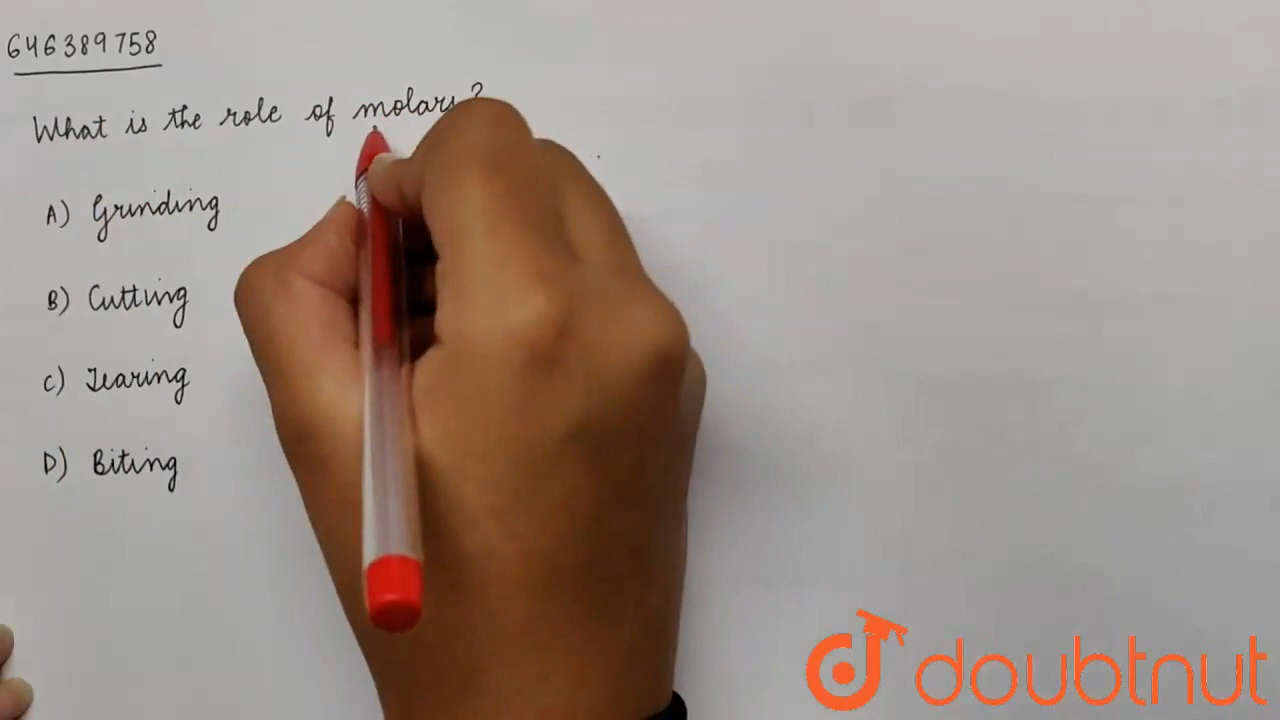 646389758
What is the role of molars?
A) Grinding
B) Cutting
C) Tearing
D) Biting
doubtnut